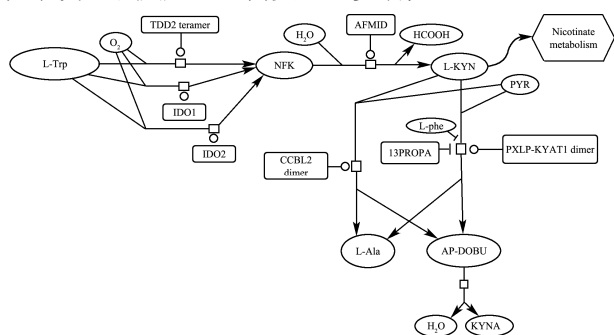 TDD2 teramer
O2
L-Trp
IDO1
IDO2
NFK
H2O
AFMID
HCOOH
L-KYN
Nicotinate
metabolism
PYR
L-phe
13PROPA
PXLP-KYAT1 dimer
CCBL2
dimer
L-Ala
AP-DOBU
H2O
KYNA